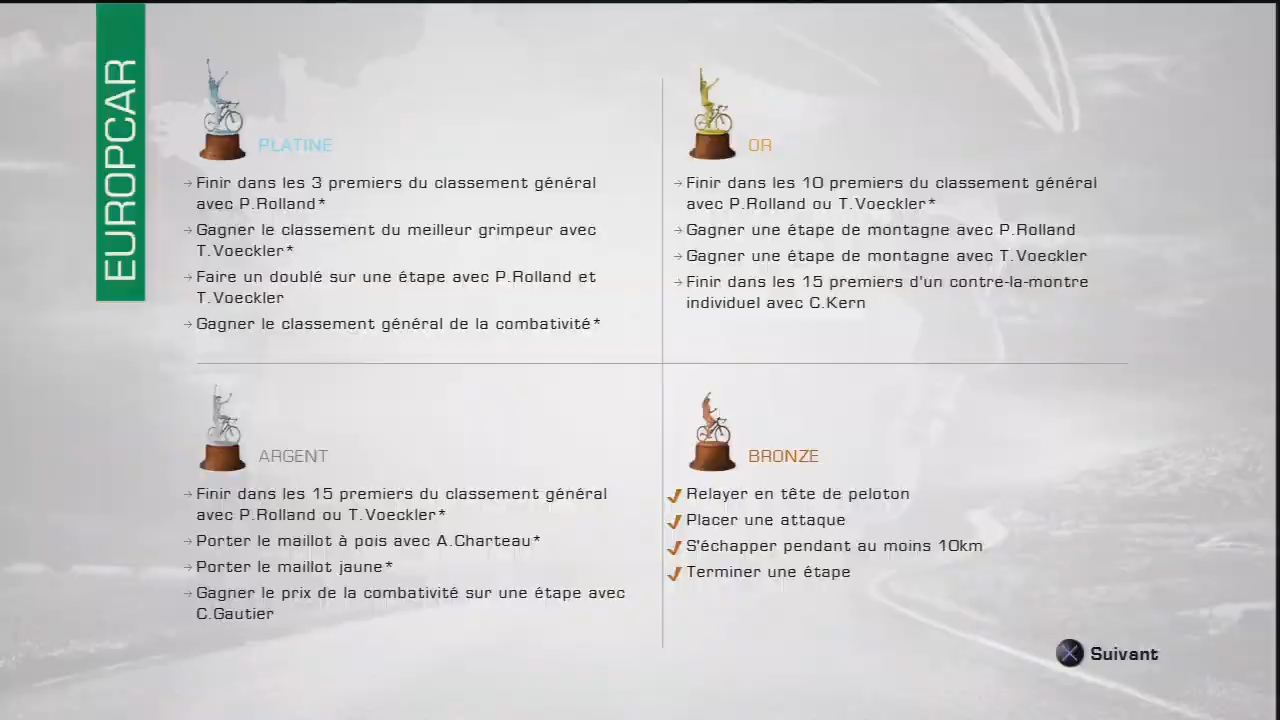 EUROPCAR
PLATINE
Finir dans les 3 premiers du classement général
avec P.Rolland*
Gagner le classement du meilleur grimpeur avec
T.Voeckler*
Faire un doublé sur une étape avec P.Rolland et
T.Voeckler
Gagner le classement général de la combativité*
OR
Finir dans les 10 premiers du classement général
avec P.Rolland ou T.Voeckler*
Gagner une étape de montagne avec P.Rolland
Gagner une étape de montagne avec T.Voeckler
Finir dans les 15 premiers d'un contre-la-montre
individuel avec C.Kern
ARGENT
Finir dans les 15 premiers du classement général
avec P.Rolland ou T.Voeckler*
Porter le maillot à pois avec A.Charteau*
Porter le maillot jaune*
Gagner le prix de la combativité sur une étape avec
C.Gautier
BRONZE
Relayer en tête de peloton
Placer une attaque
S'échapper pendant au moins 10km
Terminer une étape
Suivant